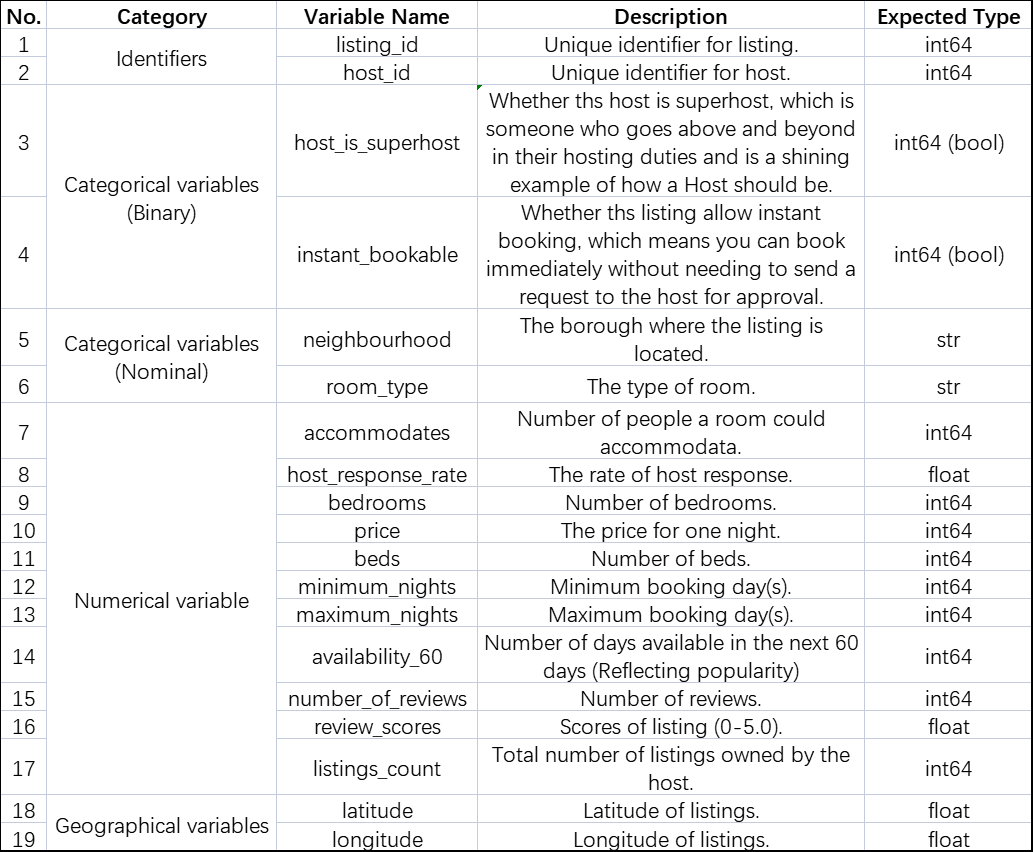 No. Category Variable Name Description Expected Type
1 Identifiers listing_id Unique identifier for listing. int64
2 host_id Unique identifier for host. int64
3 Categorical variables (Binary) host_is_superhost Whether ths host is superhost, which is
someone who goes above and beyond
in their hosting duties and is a shining
example of how a Host should be. int64 (bool)
4 instant_bookable Whether ths listing allow instant
booking, which means you can book
immediately without needing to send a
request to the host for approval. int64 (bool)
5 Categorical variables (Nominal) neighbourhood The borough where the listing is
located. str
6 room_type The type of room. str
7 Numerical variable accommodates Number of people a room could
accommodata. int64
8 host_response_rate The rate of host response. float
9 bedrooms Number of bedrooms. int64
10 price The price for one night. int64
11 beds Number of beds. int64
12 minimum_nights Minimum booking day(s). int64
13 maximum_nights Maximum booking day(s). int64
14 availability_60 Number of days available in the next 60
days (Reflecting popularity) int64
15 number_of_reviews Number of reviews. int64
16 review_scores Scores of listing (0-5.0). float
17 listings_count Total number of listings owned by the
host. int64
18 Geographical variables latitude Latitude of listings. float
19 longitude Longitude of listings. float